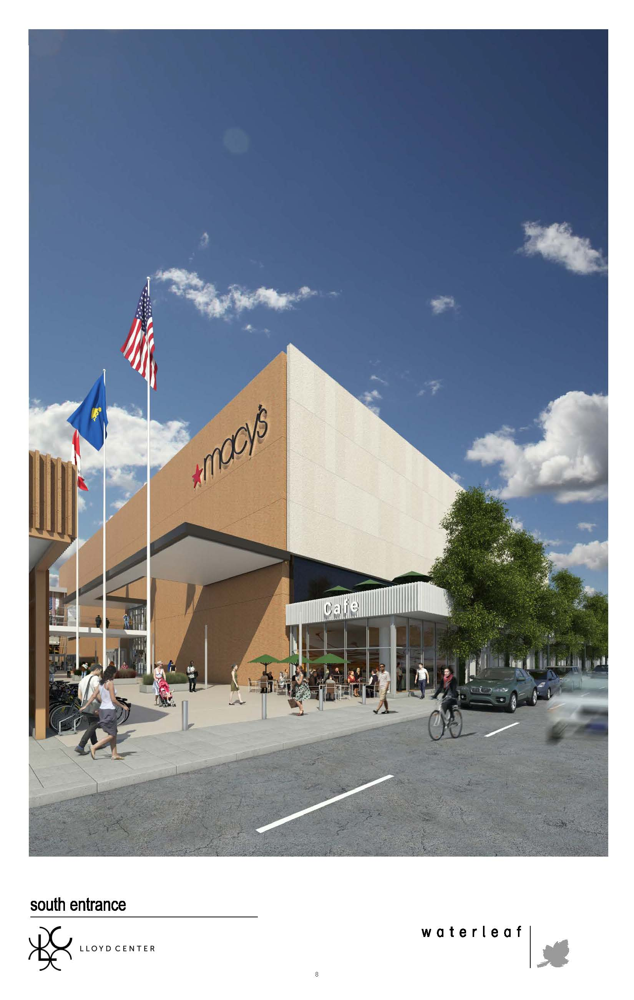 macy's
Cafe
south entrance
LLOYD CENTER
waterleaf
8